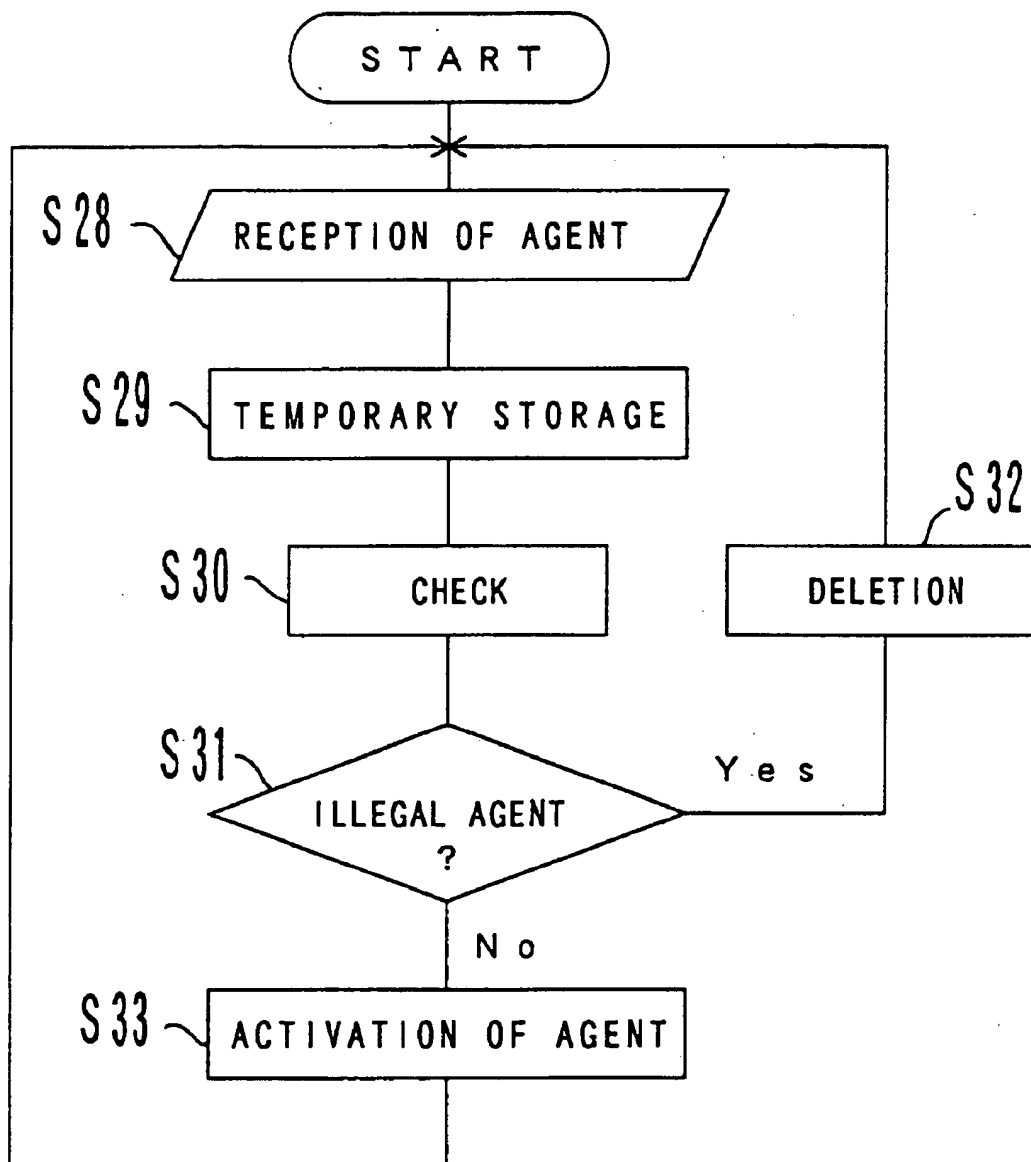 START
S28
RECEPTION OF AGENT
S29
TEMPORARY STORAGE
S32
S30
CHECK
DELETION
S31
ILLEGAL AGENT
?
Yes
No
S33
ACTIVATION OF AGENT